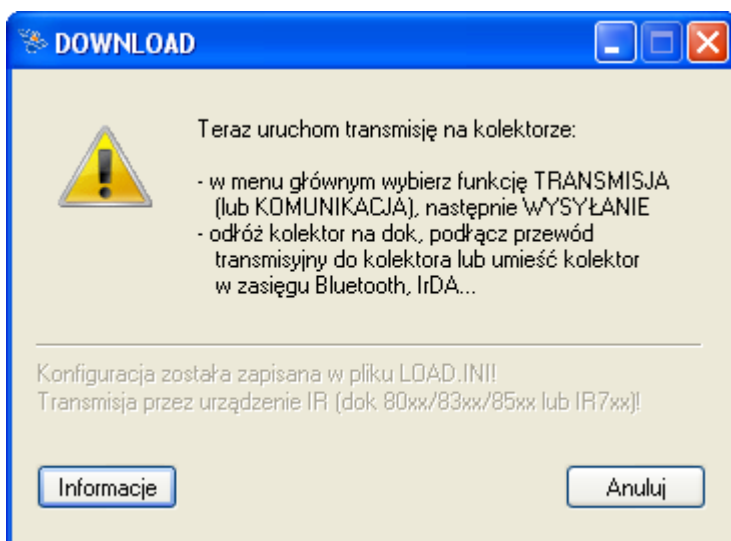 DOWNLOAD
Teraz uruchom transmisję na kolektorze:
- w menu głównym wybierz funkcję TRANSMISJA
(lub KOMUNIKACJA), następnie WYSYŁANIE
- odłóż kolektor na dok, podłącz przewód
transmisyjny do kolektora lub umieść kolektor
w zasięgu Bluetooth, IrDA...
Konfiguracja została zapisana w pliku LOAD.INI!
Transmisja przez urządzenie IR (dok 80xx/83xx/85xx lub IR7xx)!
Informacje
Anuluj